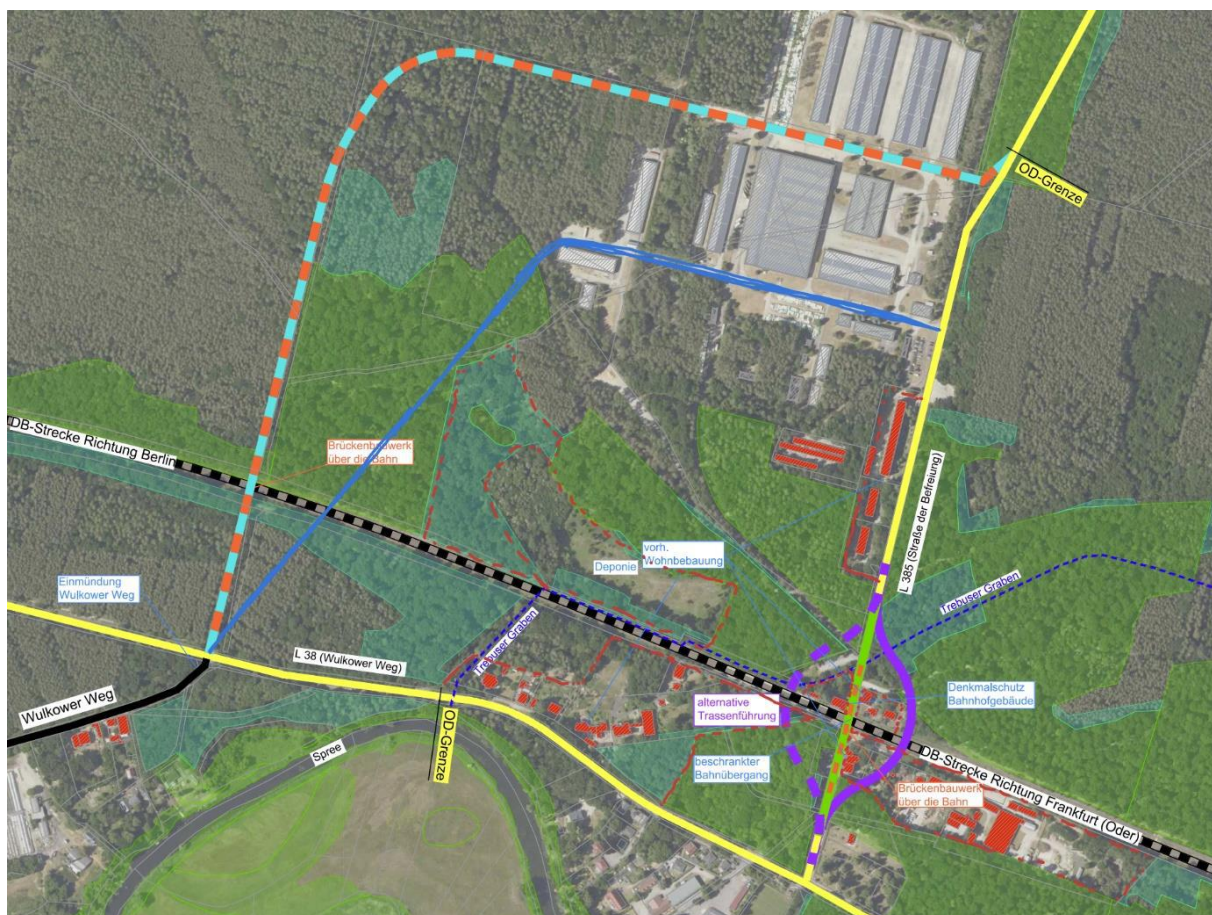 OD-Grenze
DB-Strecke Richtung Berlin
Brückenbauwerk
über die Bahn
L 385 (Straße der Befreiung)
vorh.
Wohnbebauung
Deponie
Einmündung
Wulkower Weg
Trebuser Graben
Trebuser Graben
L 38 (Wulkower Weg)
Wulkower Weg
alternative
Trassenführung
Denkmalschutz
Bahnhofgebäude
OD-Grenze
Spree
beschrankter
Bahnübergang
DB-Strecke Richtung Frankfurt (Oder)
Brückenbauwerk
über die Bahn